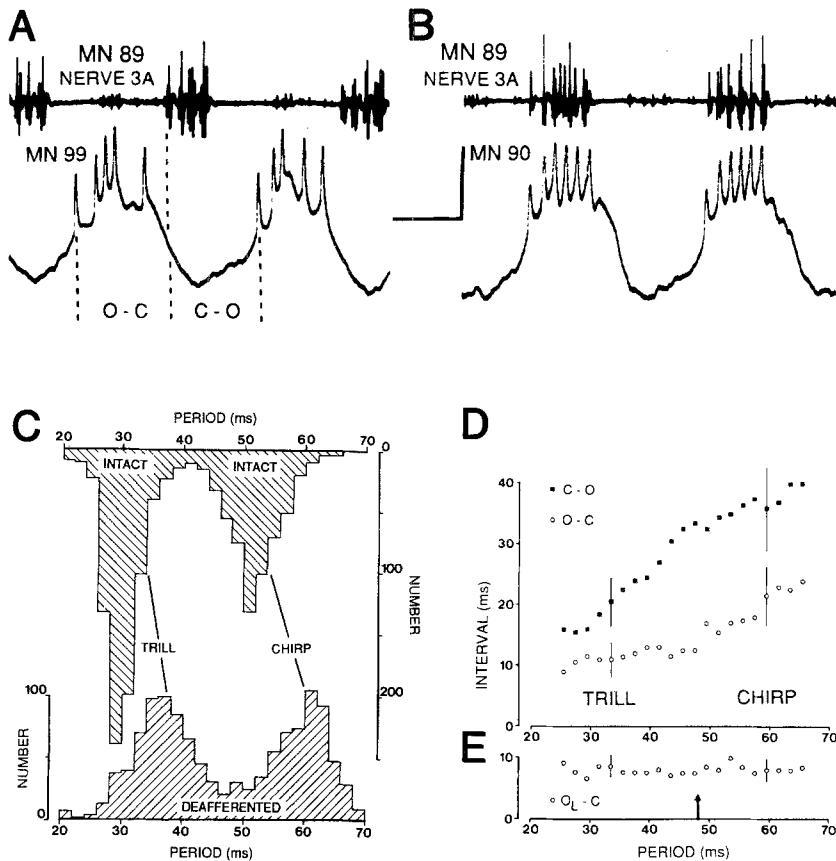 A
MN 89
NERVE 3A
MN 99
O - C
C - O
B
MN 89
NERVE 3A
MN 90
C
PERIOD (ms)
20 30 40 50 60 70
INTACT
INTACT
0
100
200
NUMBER
TRILL
CHIRP
100
0
NUMBER
DEAFFERENTED
20 30 40 50 60 70
PERIOD (ms)
D
40
30
20
10
0
INTERVAL (ms)
C - O
O - C
TRILL
CHIRP
20 30 40 50 60 70
E
10
0
O_L - C
20 30 40 50 60 70
PERIOD (ms)